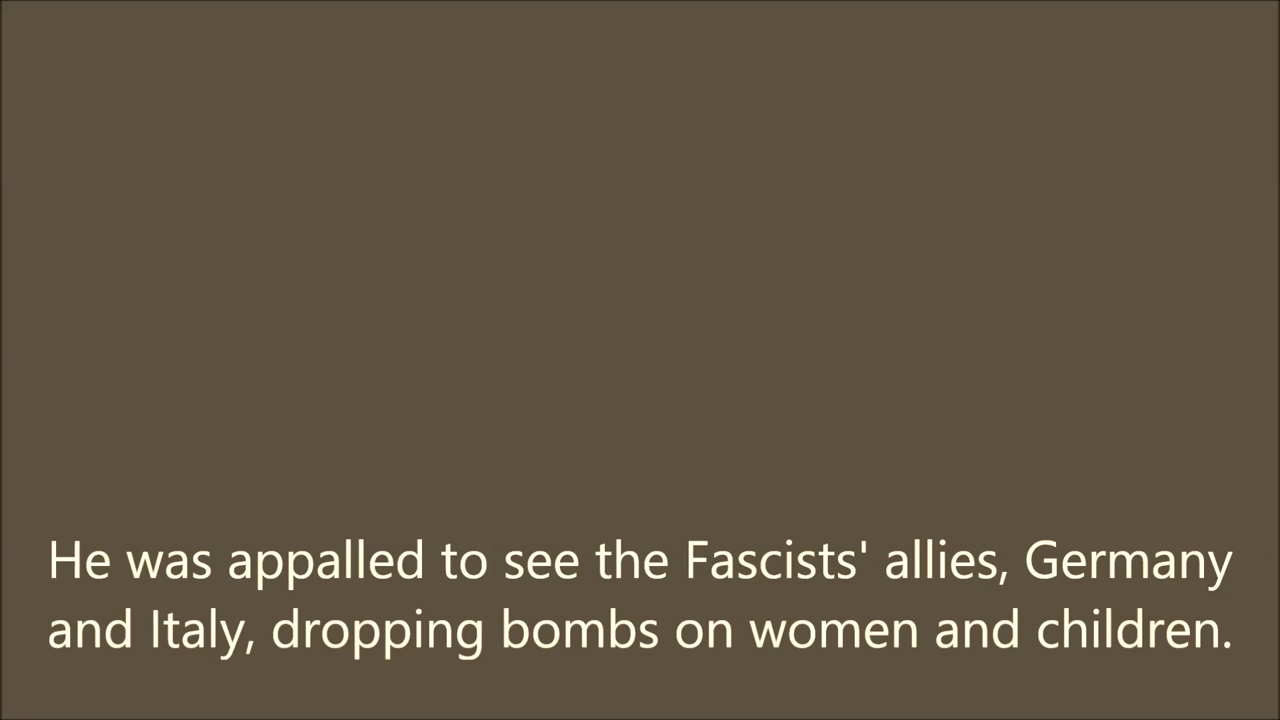 He was appalled to see the Fascists' allies, Germany
and Italy, dropping bombs on women and children.